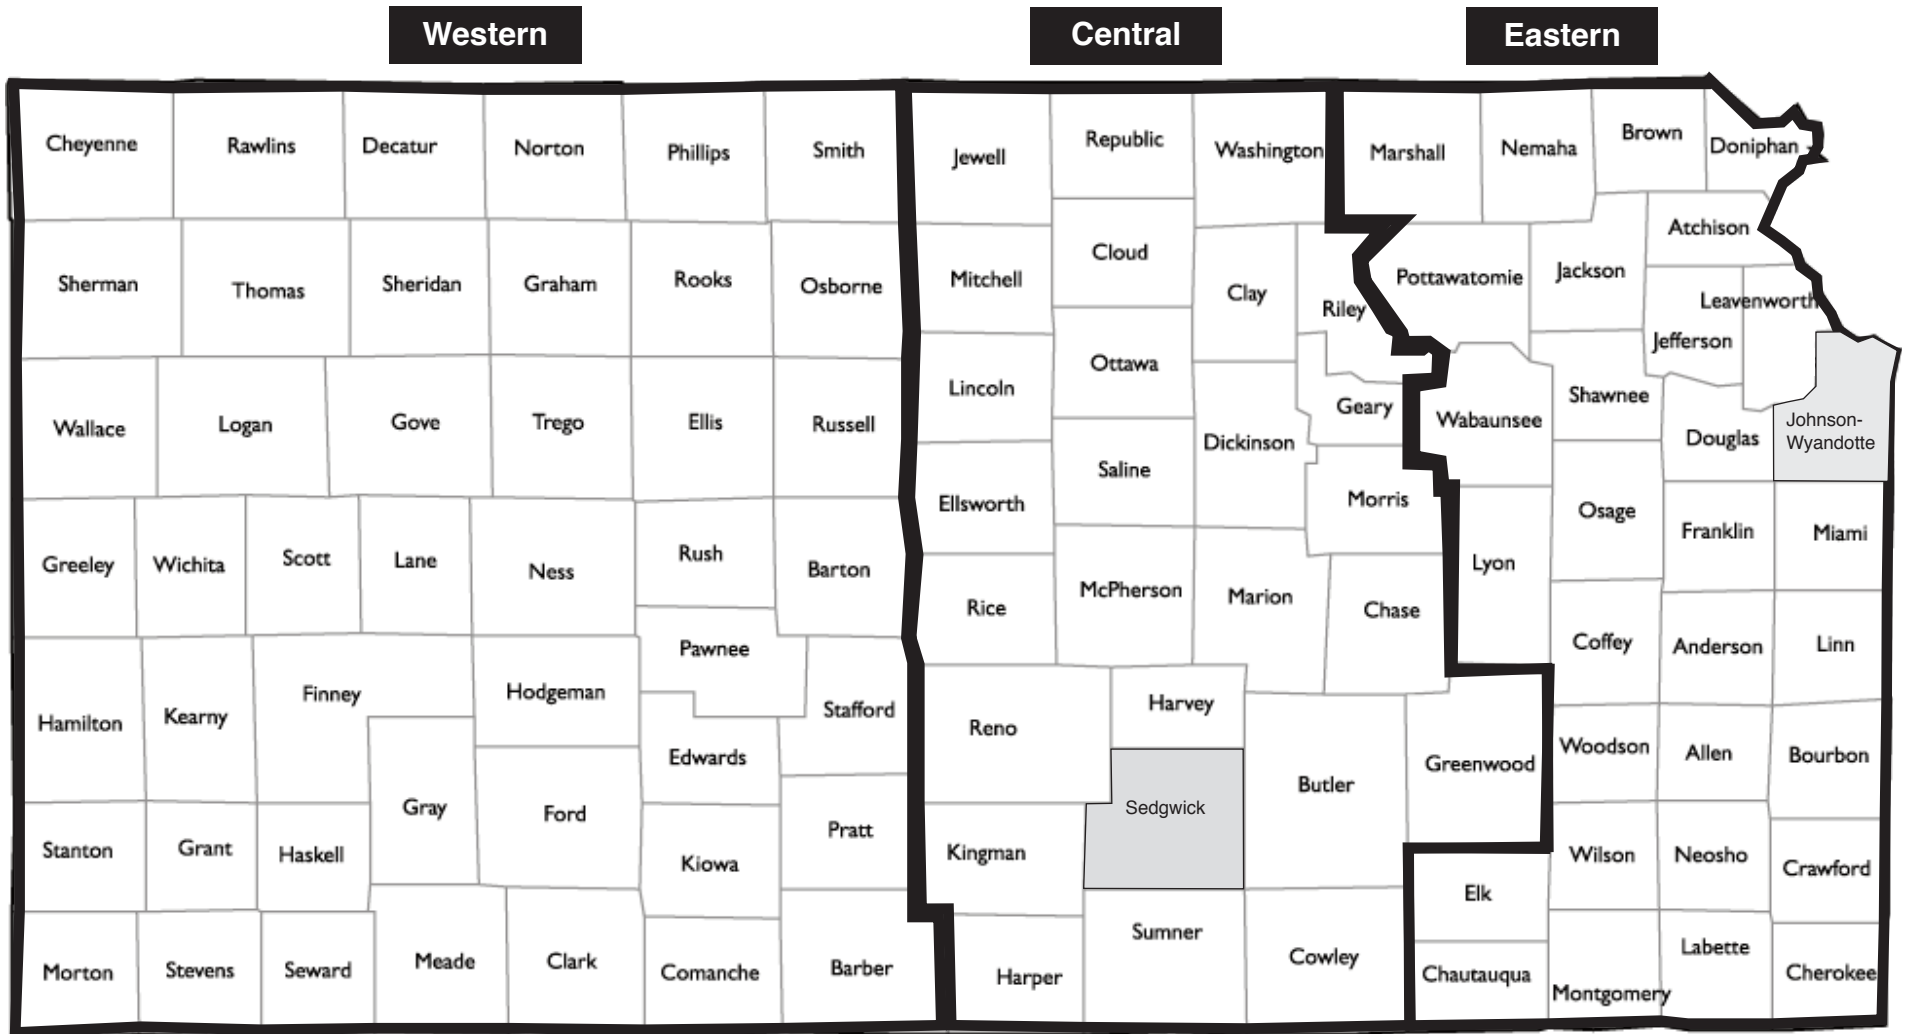 Western
Central
Eastern
Cheyenne
Rawlins
Decatur
Norton
Phillips
Smith
Jewell
Republic
Washington
Marshall
Nemaha
Brown
Doniphan
Sherman
Thomas
Sheridan
Graham
Rooks
Osborne
Mitchell
Cloud
Clay
Riley
Pottawatomie
Jackson
Atchison
Leavenworth
Jefferson
Wallace
Logan
Gove
Trego
Ellis
Russell
Lincoln
Ottawa
Geary
Wabaunsee
Shawnee
Douglas
Johnson-
Wyandotte
Dickinson
Saline
Ellsworth
Morris
Osage
Franklin
Miami
Greeley
Wichita
Scott
Lane
Ness
Rush
Barton
Rice
McPherson
Marion
Chase
Lyon
Coffey
Anderson
Linn
Hamilton
Kearny
Finney
Hodgeman
Pawnee
Stafford
Edwards
Reno
Harvey
Sedgwick
Butler
Greenwood
Woodson
Allen
Bourbon
Stanton
Grant
Haskell
Gray
Ford
Kiowa
Pratt
Kingman
Elk
Wilson
Neosho
Crawford
Morton
Stevens
Seward
Meade
Clark
Comanche
Barber
Harper
Sumner
Cowley
Chautauqua
Montgomery
Labette
Cherokee